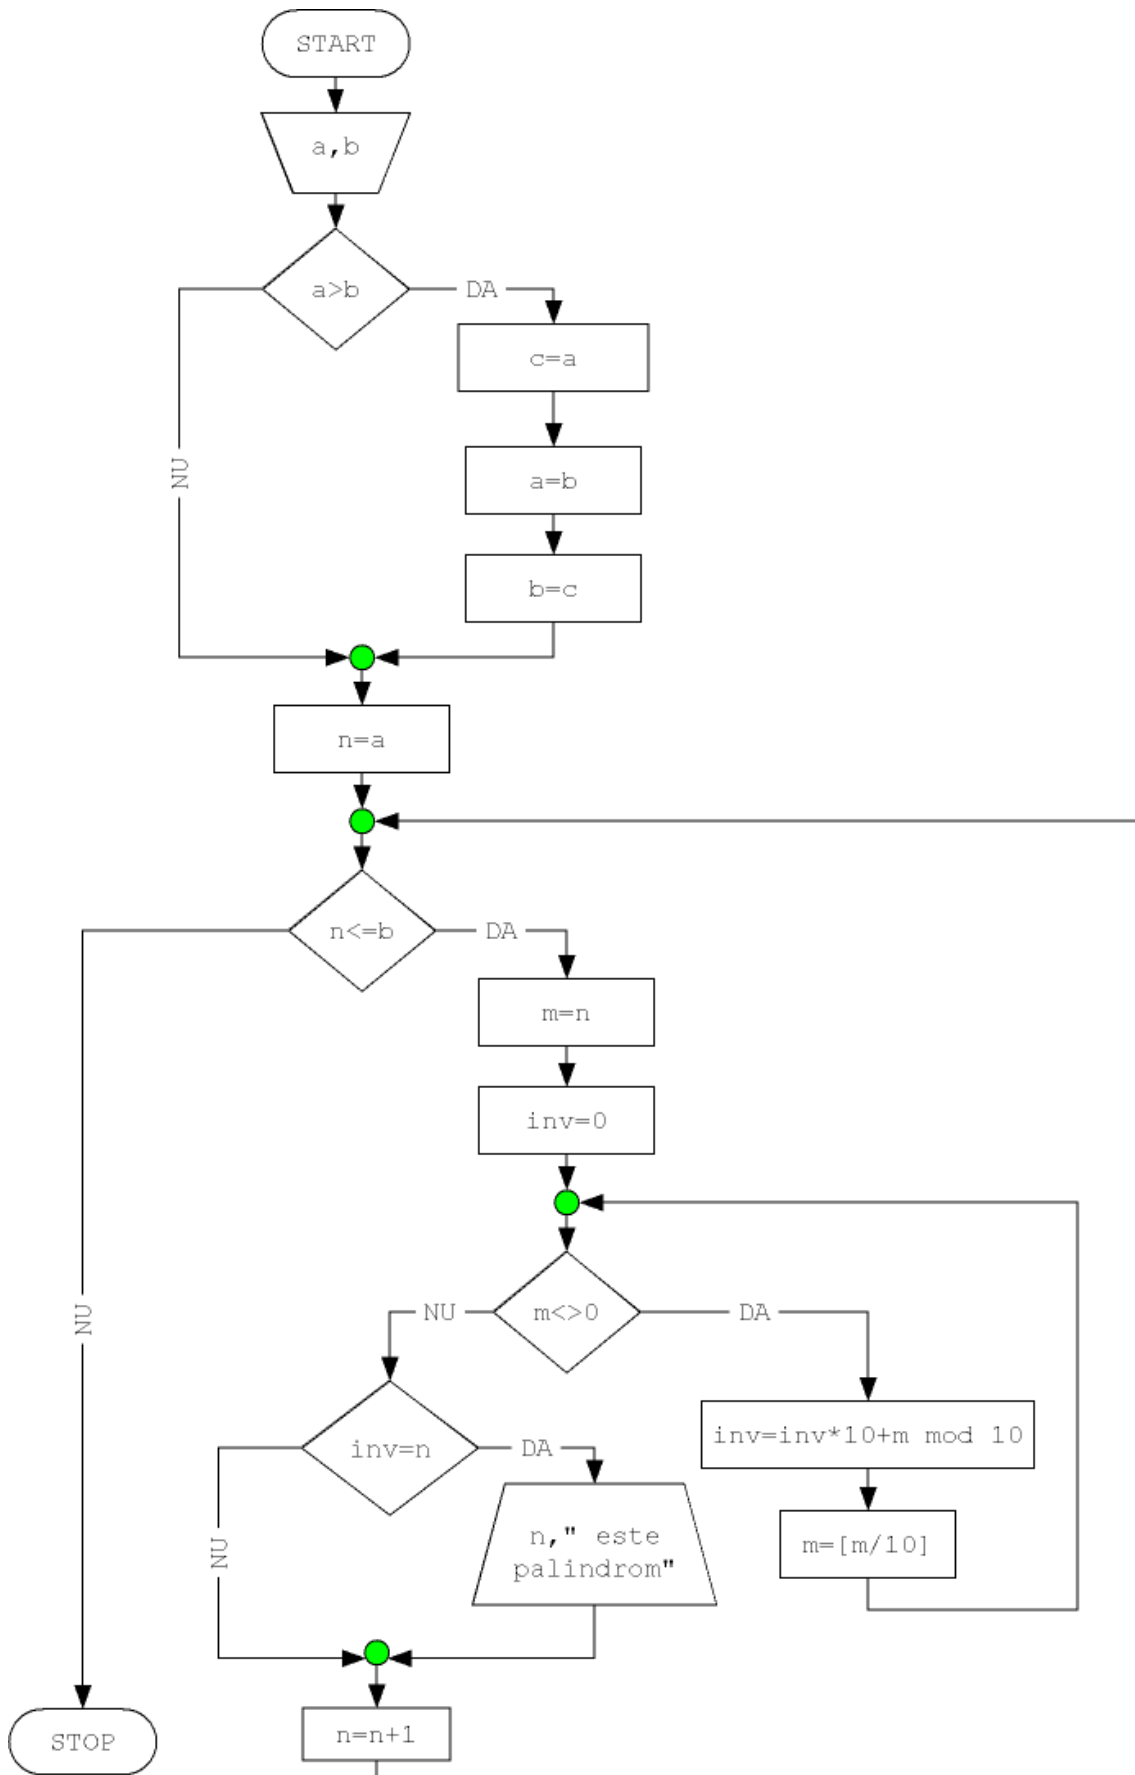 START
a,b
a>b
DA
c=a
NU
a=b
b=c
n=a
n<=b
DA
m=n
inv=0
NU
NU
m<>0
DA
inv=n
DA
inv=inv*10+m mod 10
NU
n," este
palindrom"
m=[m/10]
STOP
n=n+1